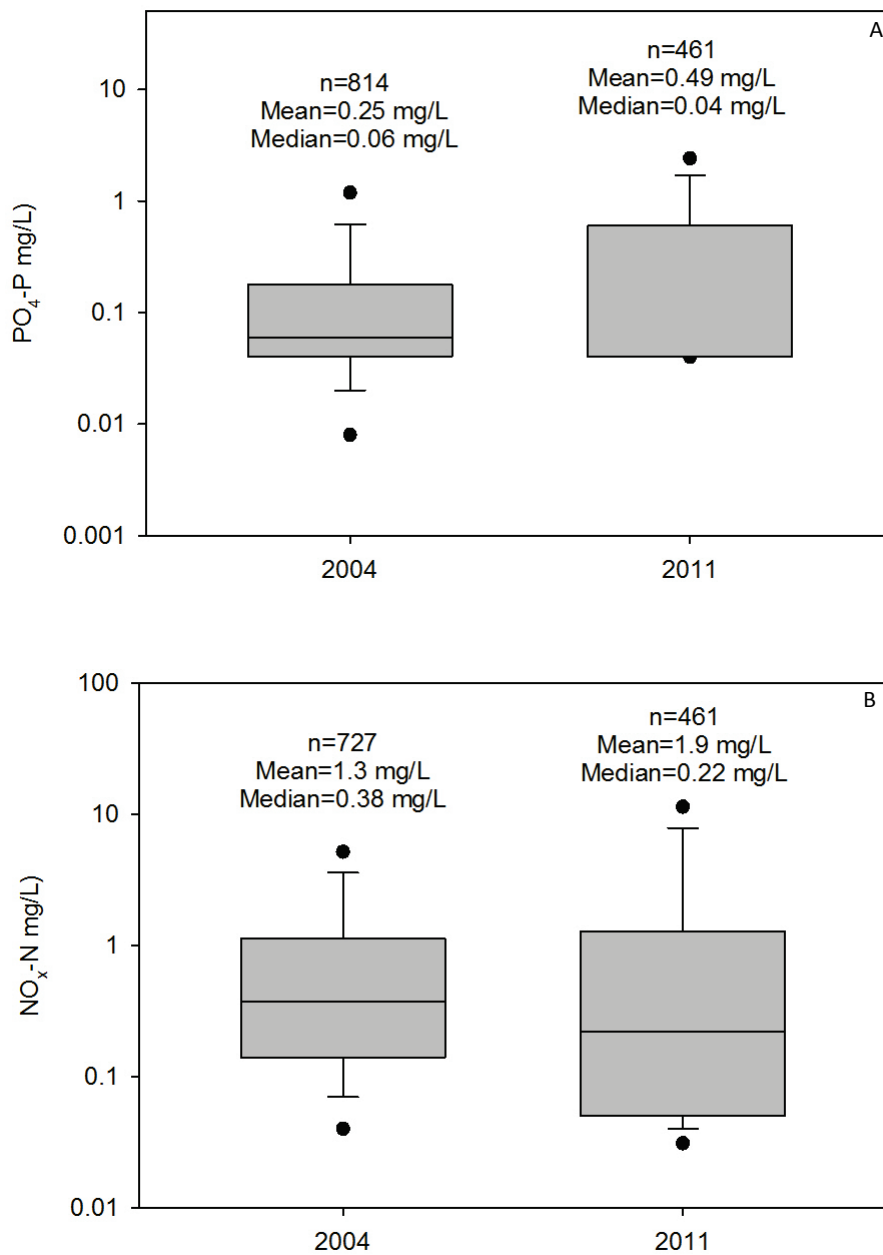 A
n=814
Mean=0.25 mg/L
Median=0.06 mg/L
n=461
Mean=0.49 mg/L
Median=0.04 mg/L
10
1
0.1
0.01
0.001
PO₄-P mg/L)
2004 2011
B
n=727
Mean=1.3 mg/L
Median=0.38 mg/L
n=461
Mean=1.9 mg/L
Median=0.22 mg/L
100
10
1
0.1
0.01
NOₓ-N mg/L)
2004 2011